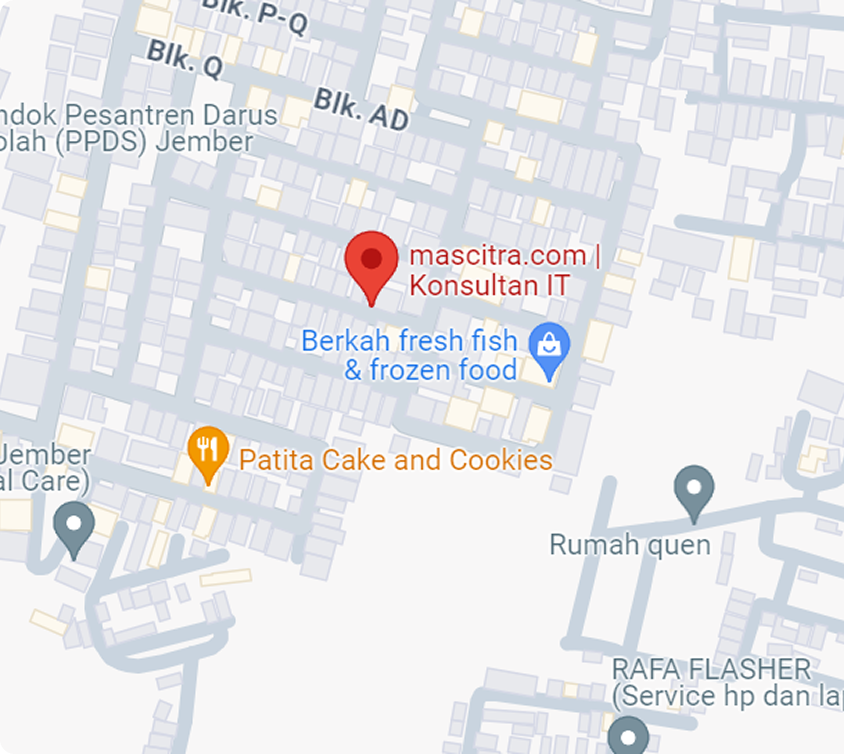 Blk. P-Q
Blk. Q
Blk. AD
ndok Pesantren Darus
olah (PPDS) Jember
mascitra.com |
Konsultan IT
Berkah fresh fish
& frozen food
Patita Cake and Cookies
Jember
al Care)
Rumah quen
RAFA FLASHER
(Service hp dan lap